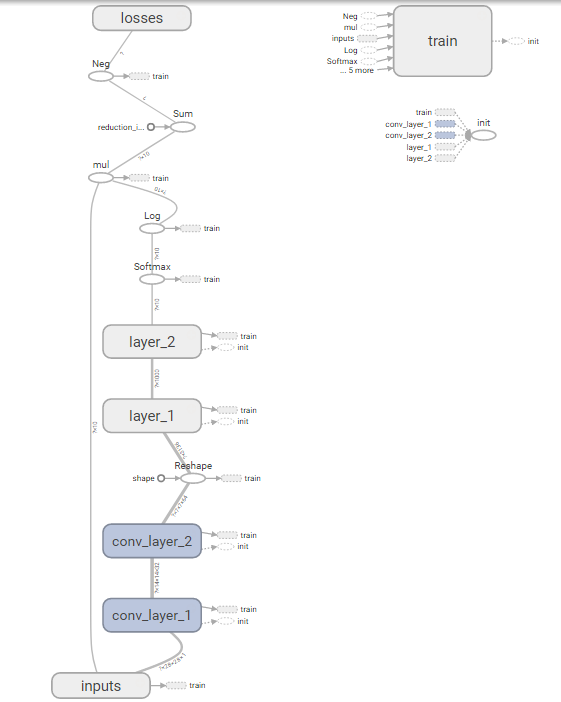 losses
?
Neg
train
?
Sum
reduction_i...
?×10
mul
train
?×10
Log
train
?×10
Softmax
train
?×10
layer_2
train
init
?×1000
layer_1
train
init
?×10
?×3136
Reshape
shape
train
?×7×7×64
conv_layer_2
train
init
?×14×14×32
conv_layer_1
train
init
?×28×28×1
inputs
train
Neg
mul
inputs
Log
Softmax
... 5 more
train
init
train
conv_layer_1
conv_layer_2
layer_1
layer_2
init